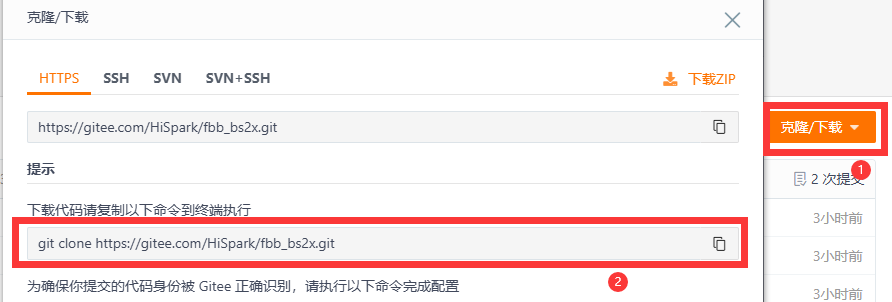 克隆/下载
HTTPS SSH SVN SVN+SSH 下载ZIP
https://gitee.com/HiSpark/fbb_bs2x.git
克隆/下载
1
提示
2 次提交
下载代码请复制以下命令到终端执行
3小时前
git clone https://gitee.com/HiSpark/fbb_bs2x.git
3小时前
为确保你提交的代码身份被 Gitee 正确识别，请执行以下命令完成配置
2
3小时前